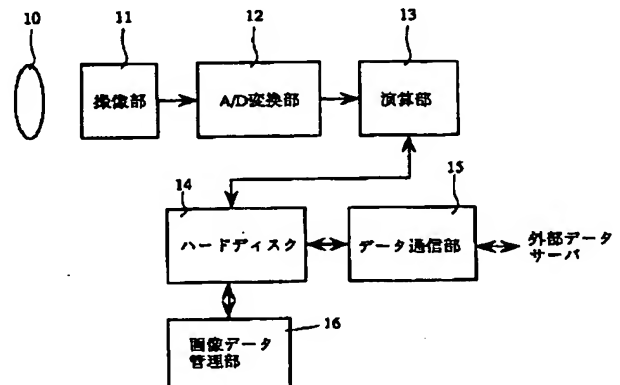 10
11
12
13
撮像部
A/D変換部
演算部
14
15
ハードディスク
データ通信部
外部データ
サーバ
16
画像データ
管理部